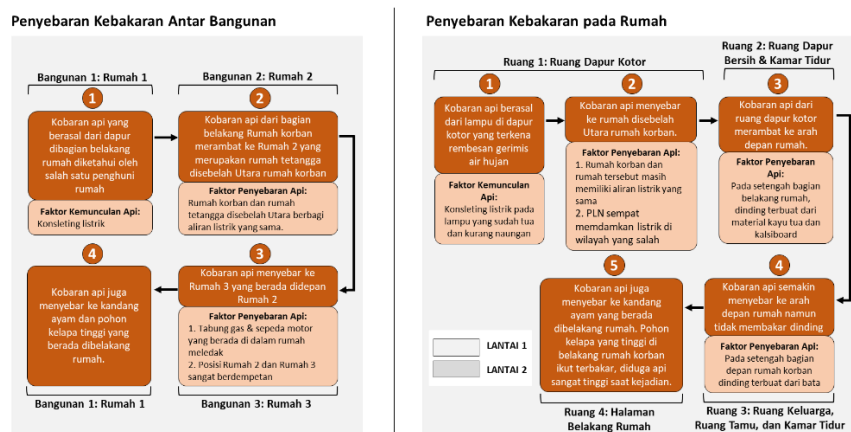 Penyebaran Kebakaran Antar Bangunan
Bangunan 1: Rumah 1
1
Kobaran api yang
berasal dari dapur
dibagian belakang
rumah diketahui oleh
salah satu penghuni
rumah
Faktor Kemunculan Api:
Konsleting listrik
Bangunan 2: Rumah 2
2
Kobaran api dari bagian
belakang Rumah korban
merambat ke Rumah 2 yang
merupakan rumah tetangga
disebelah Utara rumah korban
Faktor Penyebaran Api:
Rumah korban dan rumah
tetangga disebelah Utara berbagi
aliran listrik yang sama.
3
Kobaran api menyebar ke
Rumah 3 yang berada didepan
Rumah 2
Faktor Penyebaran Api:
1. Tabung gas & sepeda motor
yang berada di dalam rumah
meledak
2. Posisi Rumah 2 dan Rumah 3
sangat berdempetan
Bangunan 3: Rumah 3
4
Kobaran api juga
menyebar ke kandang
ayam dan pohon
kelapa tinggi yang
berada dibelakang
rumah.
Bangunan 1: Rumah 1
Penyebaran Kebakaran pada Rumah
Ruang 1: Ruang Dapur Kotor
1
Kobaran api berasal
dari lampu di dapur
kotor yang terkena
rembesan gerimis
air hujan
Faktor Kemunculan
Api:
Konsleting listrik pada
lampu yang sudah tua
dan kurang naungan
2
Kobaran api menyebar
ke rumah disebelah
Utara rumah korban.
Faktor Penyebaran Api:
1. Rumah korban dan
rumah tersebut masih
memiliki aliran listrik yang
sama
2. PLN sempat
memdamkan listrik di
wilayah yang salah
Ruang 2: Ruang Dapur
Bersih & Kamar Tidur
3
Kobaran api dari
ruang dapur kotor
merambat ke arah
depan rumah.
Faktor Penyebaran
Api:
Pada setengah bagian
belakang rumah,
dinding terbuat dari
material kayu tua dan
kalsiboard
4
Kobaran api semakin
menyebar ke arah
depan rumah namun
tidak membakar dinding
Faktor Penyebaran Api:
Pada setengah bagian
depan rumah korban
dinding terbuat dari bata
Ruang 3: Ruang Keluarga,
Ruang Tamu, dan Kamar Tidur
5
Kobaran api juga
menyebar ke kandang
ayam yang berada
dibelakang rumah. Pohon
kelapa yang tinggi di
belakang rumah korban
ikut terbakar, diduga api
sangat tinggi saat kejadian.
Ruang 4: Halaman
Belakang Rumah
LANTAI 1
LANTAI 2